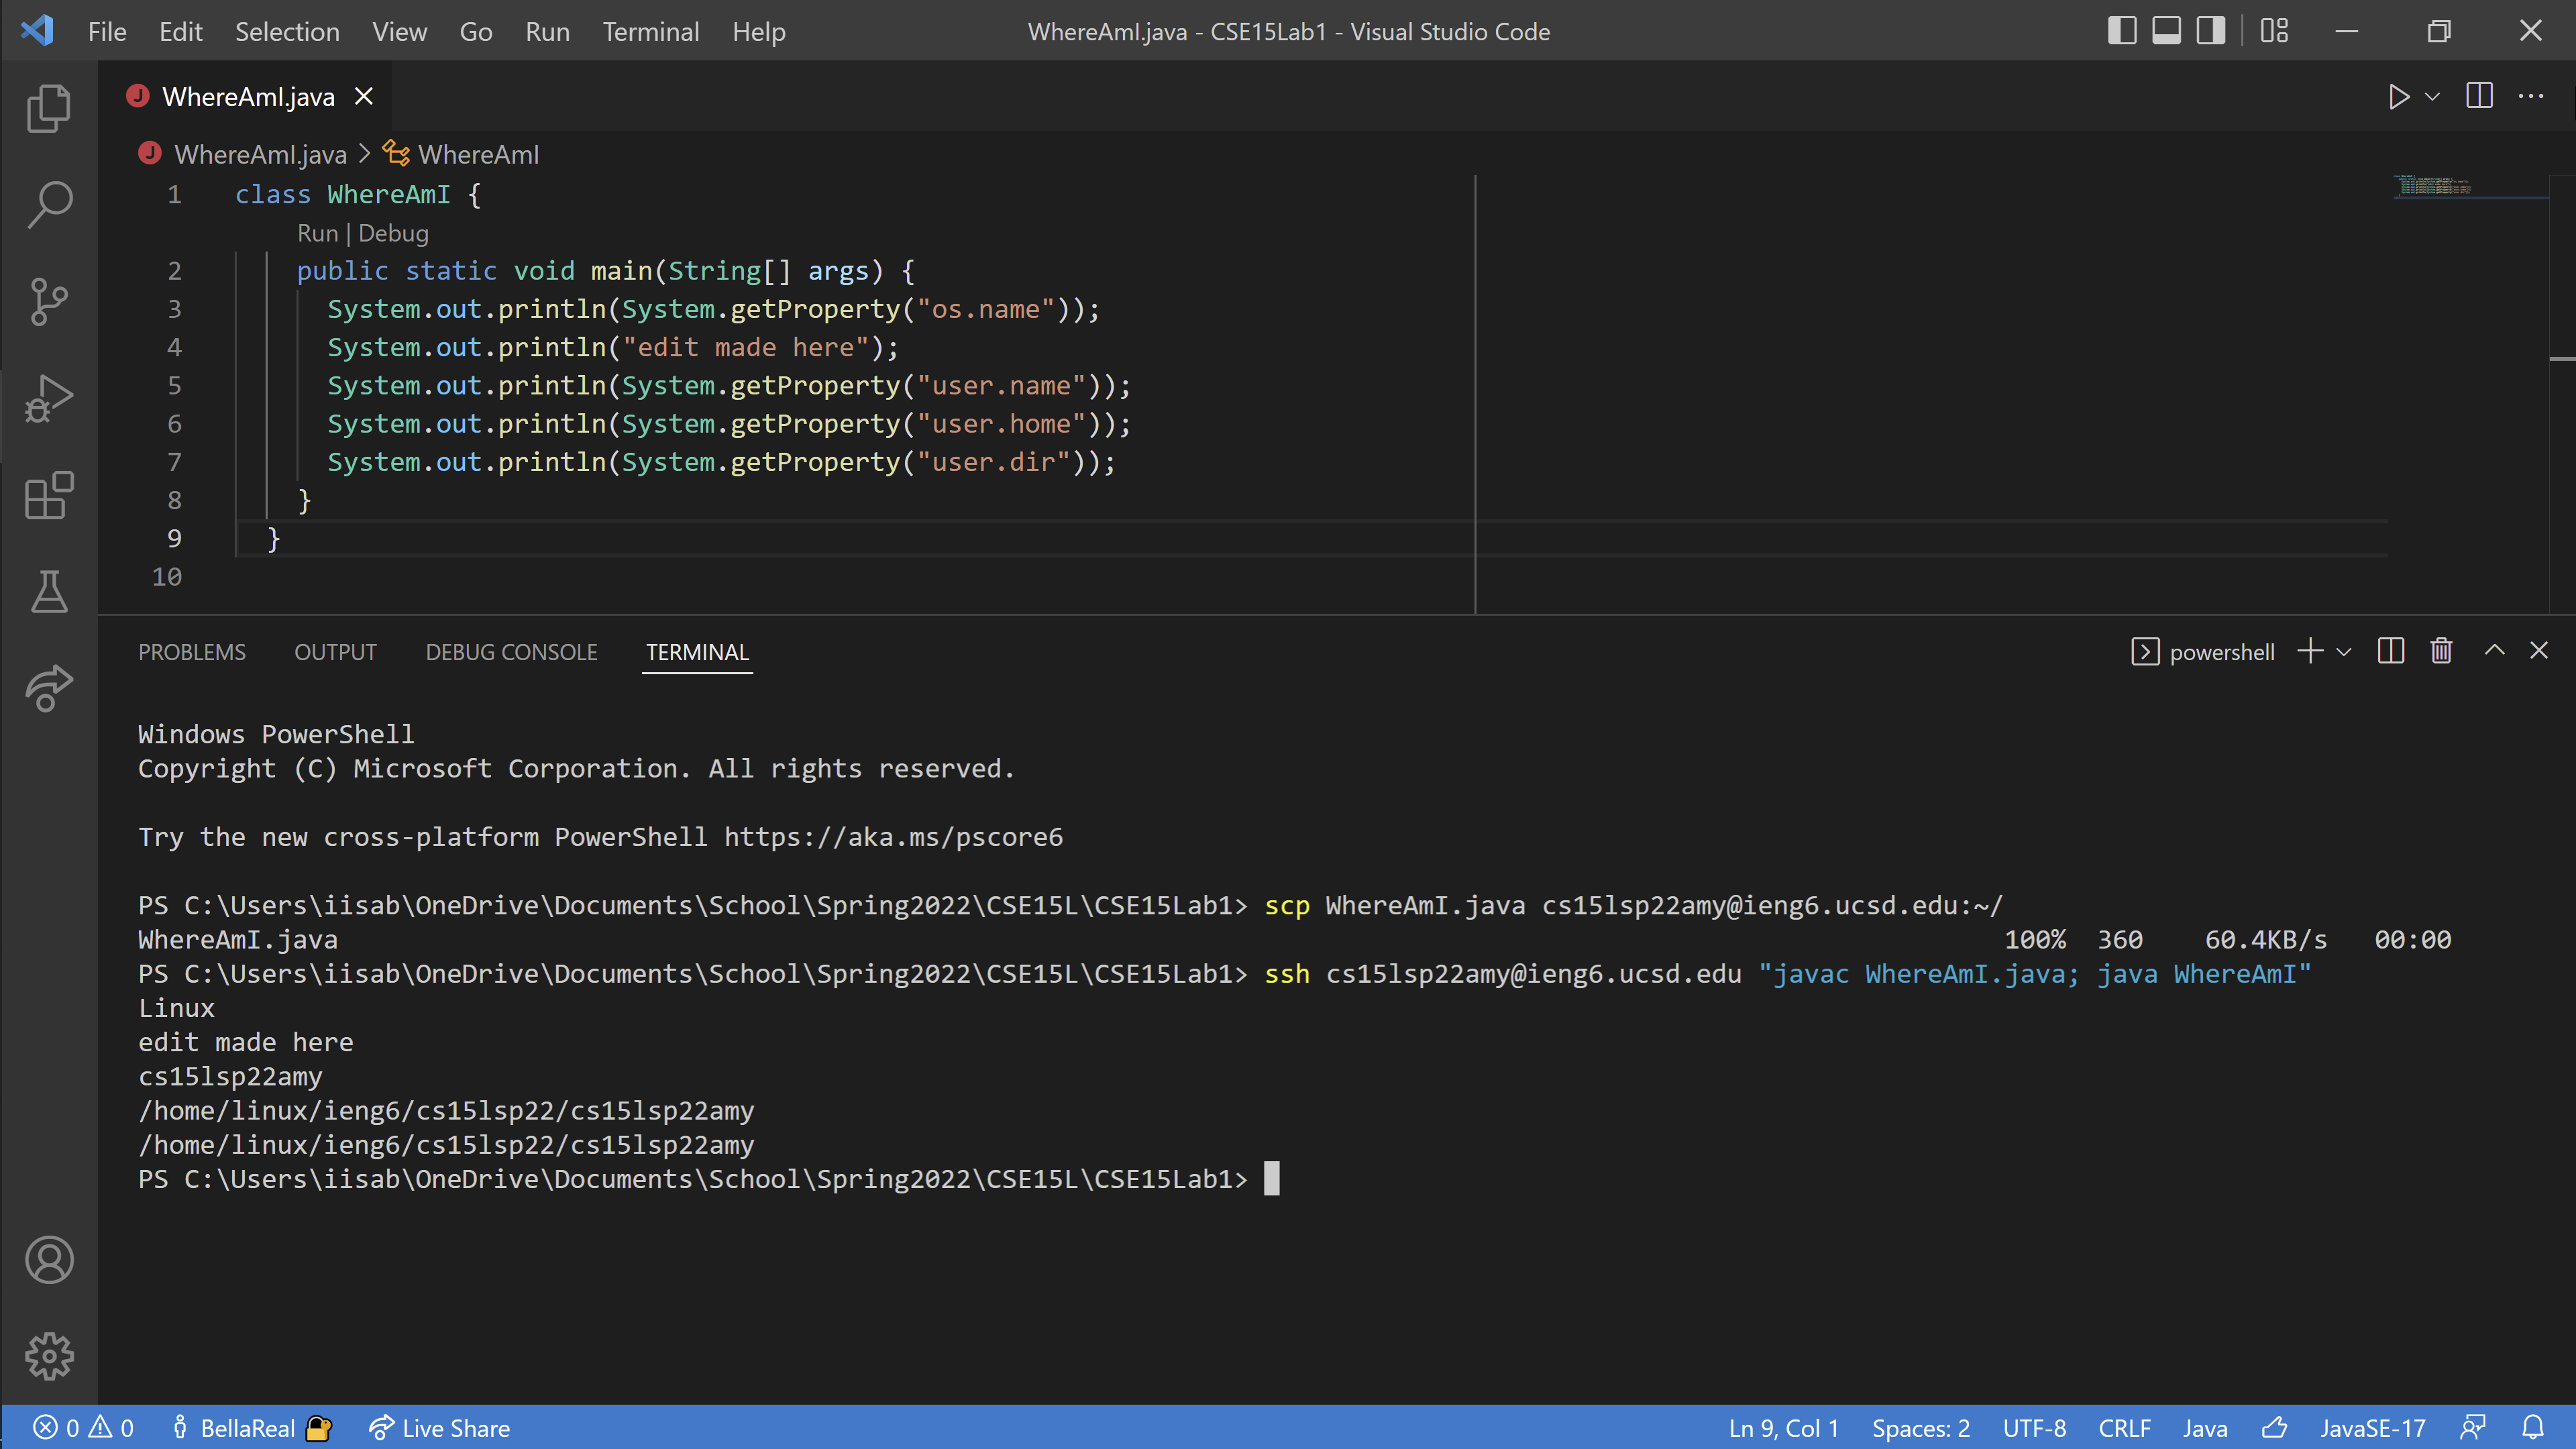 File Edit Selection View Go Run Terminal Help WhereAmI.java - CSE15Lab1 - Visual Studio Code
J WhereAmI.java
J WhereAmI.java > WhereAmI
1 class WhereAmI {
Run | Debug
2 public static void main(String[] args) {
3 System.out.println(System.getProperty("os.name"));
4 System.out.println("edit made here");
5 System.out.println(System.getProperty("user.name"));
6 System.out.println(System.getProperty("user.home"));
7 System.out.println(System.getProperty("user.dir"));
8 }
9 }
10
PROBLEMS OUTPUT DEBUG CONSOLE TERMINAL powershell
Windows PowerShell
Copyright (C) Microsoft Corporation. All rights reserved.
Try the new cross-platform PowerShell https://aka.ms/pscore6
PS C:\Users\iisab\OneDrive\Documents\School\Spring2022\CSE15L\CSE15Lab1> scp WhereAmI.java cs15lsp22amy@ieng6.ucsd.edu:~/
WhereAmI.java 100% 360 60.4KB/s 00:00
PS C:\Users\iisab\OneDrive\Documents\School\Spring2022\CSE15L\CSE15Lab1> ssh cs15lsp22amy@ieng6.ucsd.edu "javac WhereAmI.java; java WhereAmI"
Linux
edit made here
cs15lsp22amy
/home/linux/ieng6/cs15lsp22/cs15lsp22amy
/home/linux/ieng6/cs15lsp22/cs15lsp22amy
PS C:\Users\iisab\OneDrive\Documents\School\Spring2022\CSE15L\CSE15Lab1>
0 0 BellaReal Live Share Ln 9, Col 1 Spaces: 2 UTF-8 CRLF Java JavaSE-17